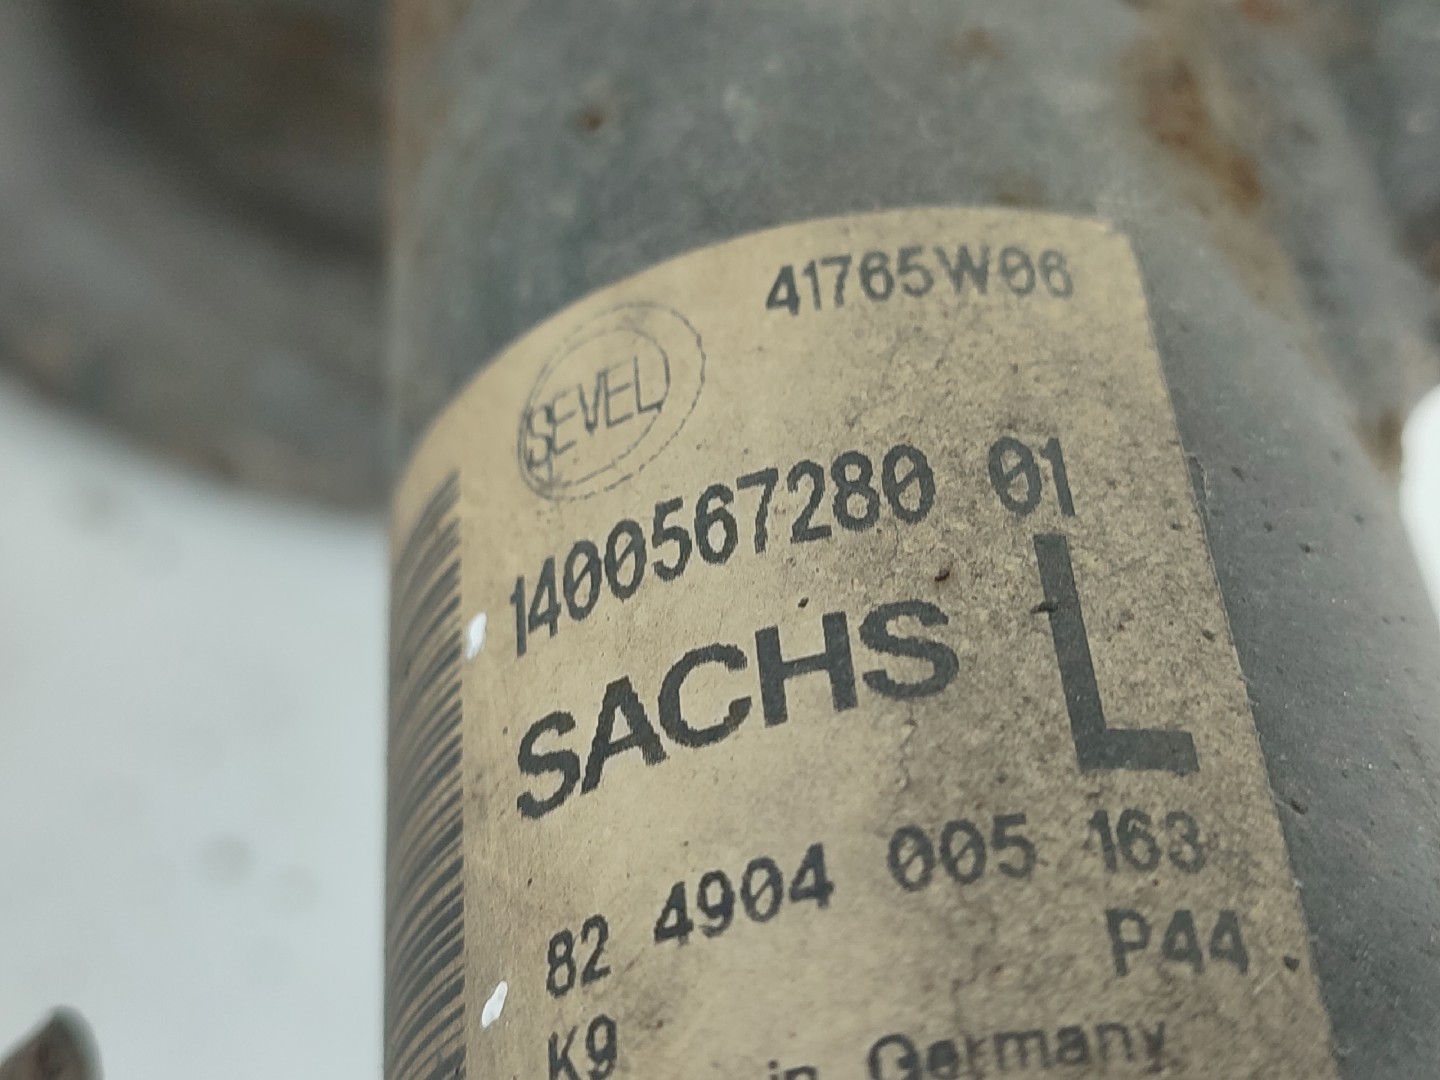 41765W06
SEVEL
1400567280 01
SACHS L
82 4904 005 163
P44
K9
in Germany